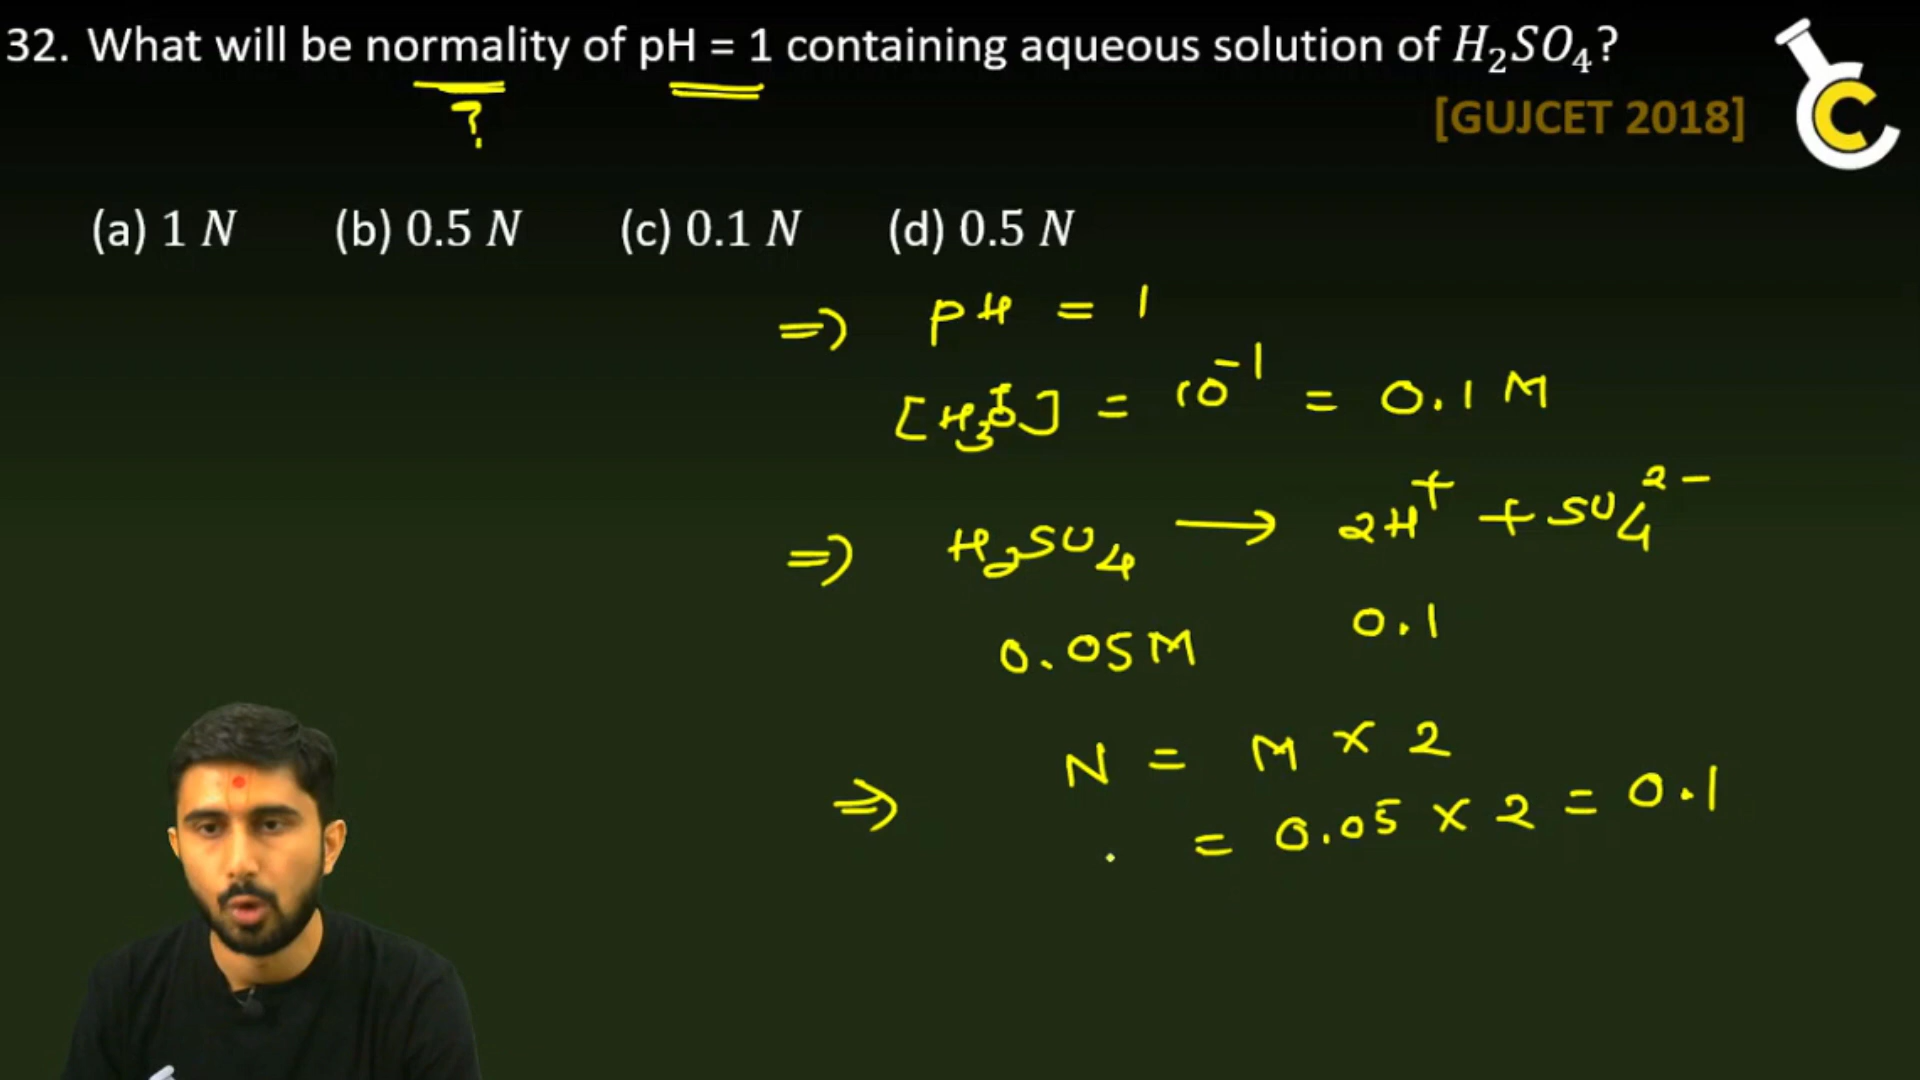 32. What will be normality of pH = 1 containing aqueous solution of H₂SO₄?
?
[GUJCET 2018]
C
(a) 1 N (b) 0.5 N (c) 0.1 N (d) 0.5 N
⇒ pH = 1
[H₃O⁺] = 10⁻¹ = 0.1 M
⇒ H₂SO₄ → 2H⁺ + SO₄²⁻
0.05M 0.1
⇒ N = M × 2
= 0.05 × 2 = 0.1